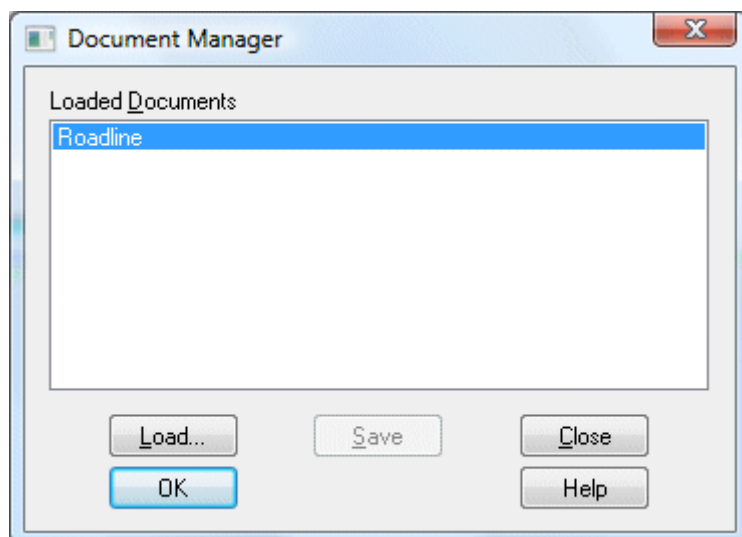 Document Manager
Loaded Documents
Roadline
Load... Save Close
OK Help